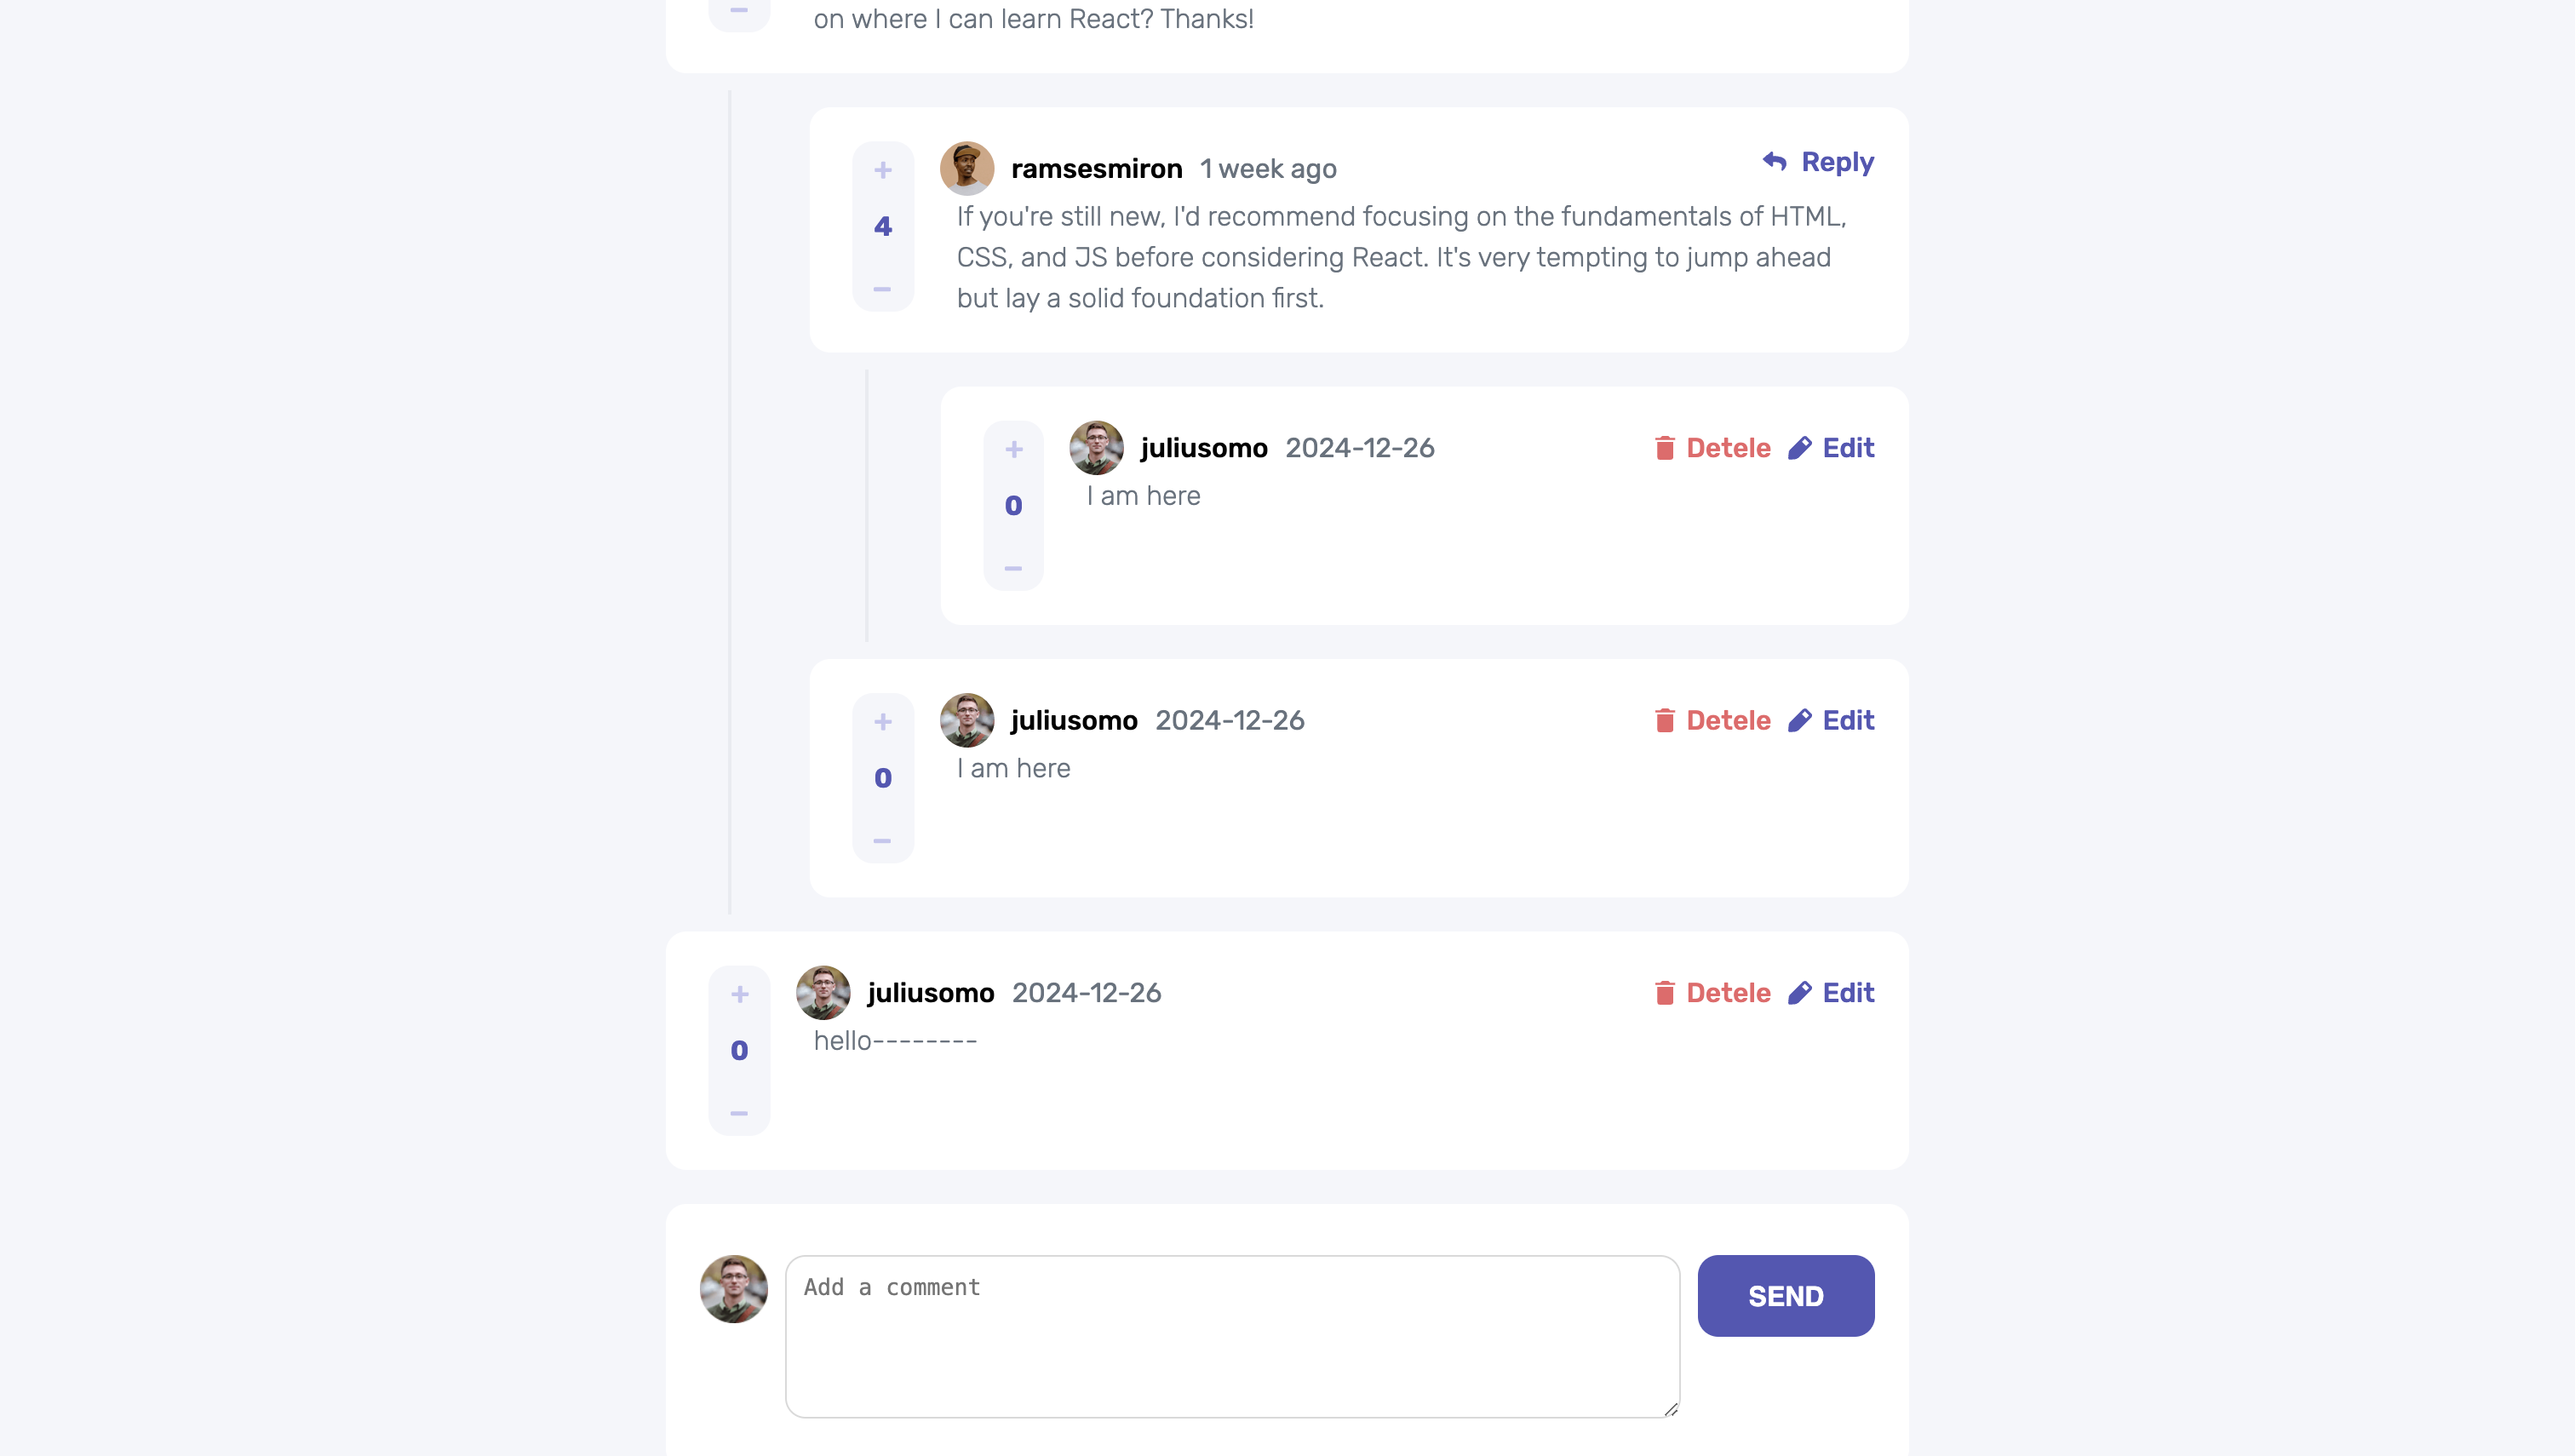 on where I can learn React? Thanks!
+
4
−
ramsesmiron 1 week ago
Reply
If you're still new, I'd recommend focusing on the fundamentals of HTML,
CSS, and JS before considering React. It's very tempting to jump ahead
but lay a solid foundation first.
+
0
−
juliusomo 2024-12-26
Detele Edit
I am here
+
0
−
juliusomo 2024-12-26
Detele Edit
I am here
+
0
−
juliusomo 2024-12-26
Detele Edit
hello--------
Add a comment
SEND